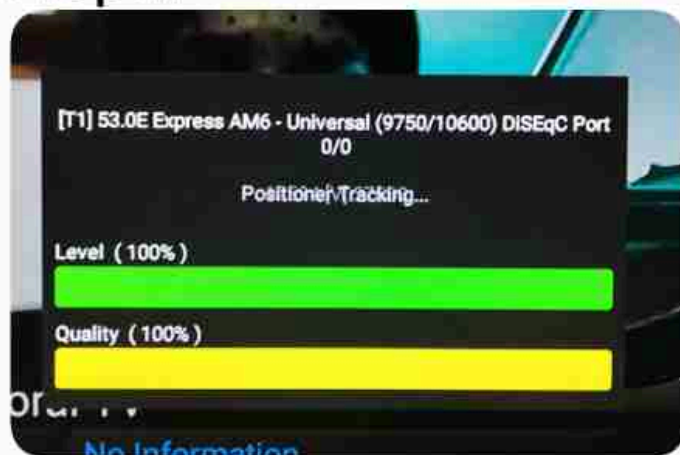 [T1] 53.0E Express AM6 - Universal (9750/10600) DISEqC Port
0/0
Positioner Tracking...
Level (100%)
Quality (100%)
TV
No Information